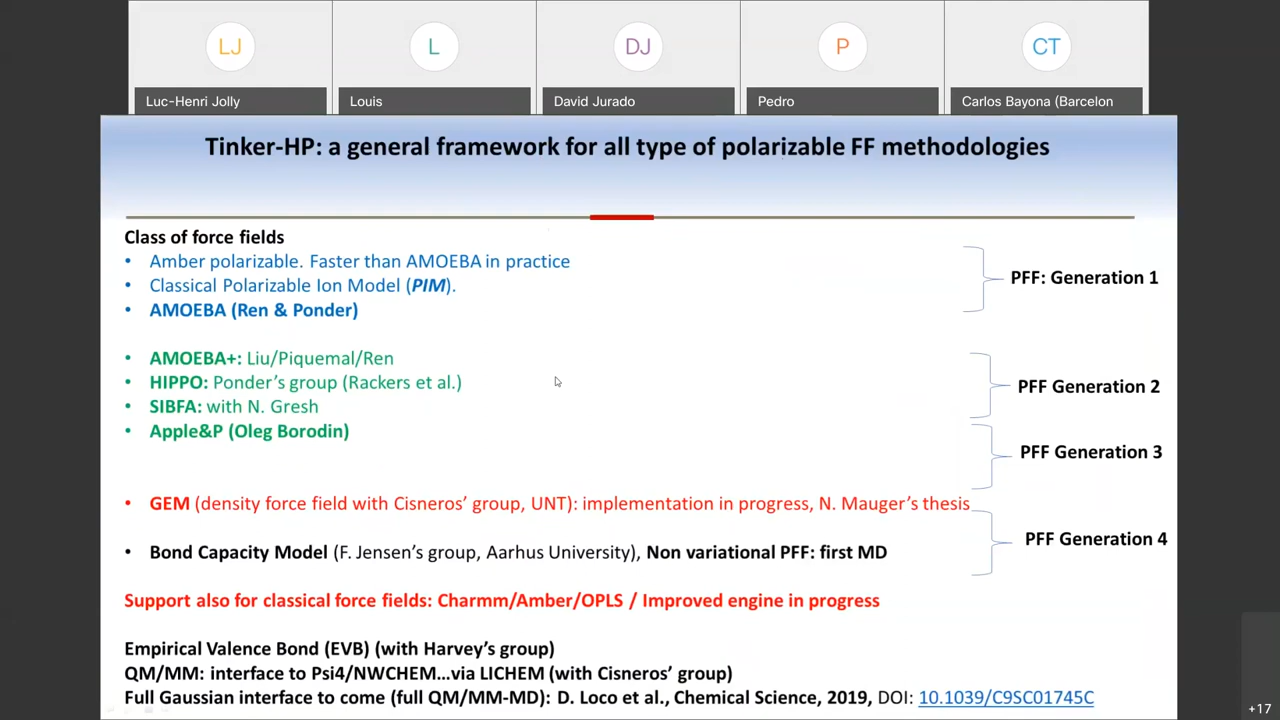 LJ L DJ P CT
Luc-Henri Jolly Louis David Jurado Pedro Carlos Bayona (Barcelon
Tinker-HP: a general framework for all type of polarizable FF methodologies
Class of force fields
• Amber polarizable. Faster than AMOEBA in practice
• Classical Polarizable Ion Model (PIM).
PFF: Generation 1
• AMOEBA (Ren & Ponder)
• AMOEBA+: Liu/Piquemal/Ren
• HIPPO: Ponder's group (Rackers et al.)
PFF Generation 2
• SIBFA: with N. Gresh
• Apple&P (Oleg Borodin)
PFF Generation 3
• GEM (density force field with Cisneros' group, UNT): implementation in progress, N. Mauger's thesis
PFF Generation 4
• Bond Capacity Model (F. Jensen's group, Aarhus University), Non variational PFF: first MD
Support also for classical force fields: Charmm/Amber/OPLS / Improved engine in progress
Empirical Valence Bond (EVB) (with Harvey's group)
QM/MM: interface to Psi4/NWCHEM…via LICHEM (with Cisneros' group)
Full Gaussian interface to come (full QM/MM-MD): D. Loco et al., Chemical Science, 2019, DOI: 10.1039/C9SC01745C
+17